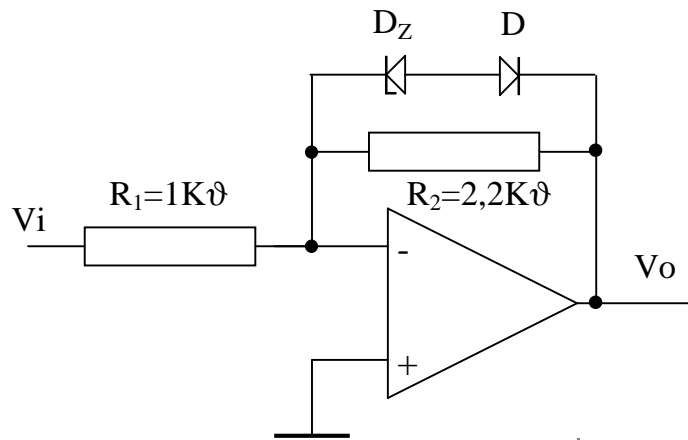 D_Z D
R₁=1Kϑ R₂=2,2Kϑ
Vi
-
Vo
+